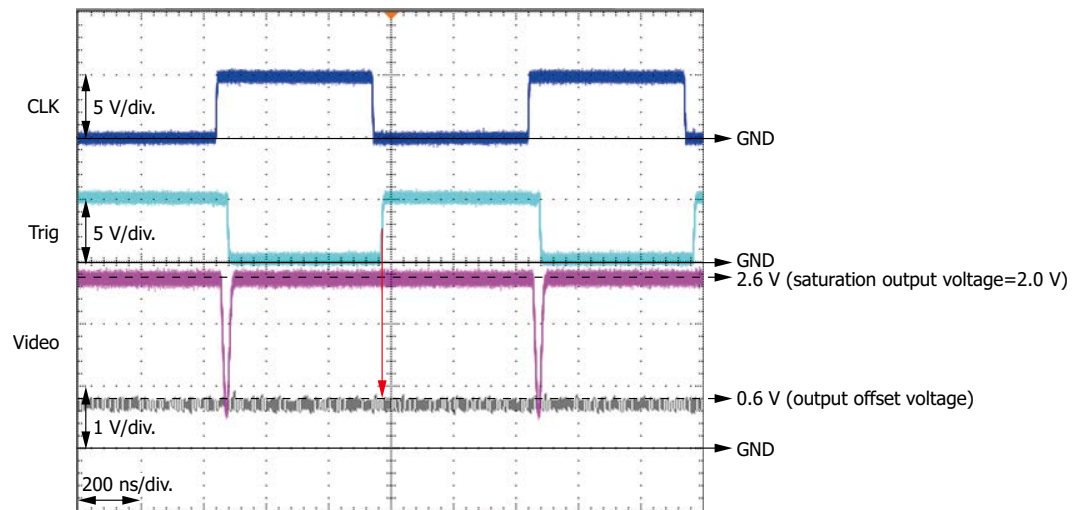 CLK
5 V/div.
GND
Trig
5 V/div.
GND
2.6 V (saturation output voltage=2.0 V)
Video
0.6 V (output offset voltage)
1 V/div.
GND
200 ns/div.